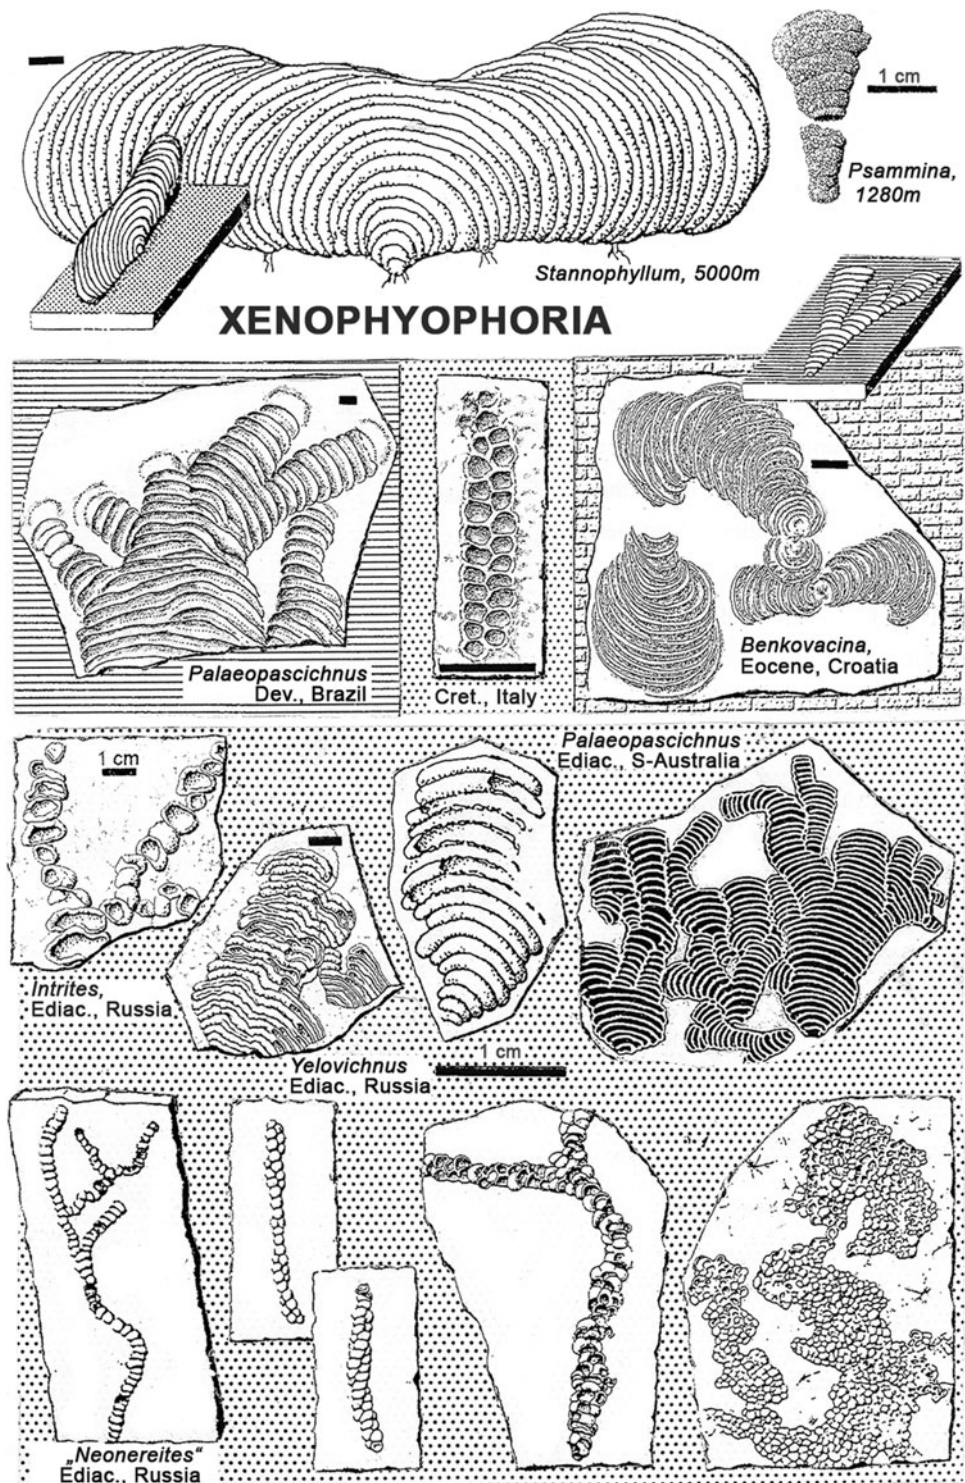 1 cm
Psammina,
1280m
Stannophyllum, 5000m
XENOPHYOPHORIA
Palaeopascichnus
Dev., Brazil
Cret., Italy
Benkovacina,
Eocene, Croatia
1 cm
Palaeopascichnus
Ediac., S-Australia
Intrites,
Ediac., Russia
Yelovichnus
Ediac., Russia
1 cm
„Neonereites“
Ediac., Russia